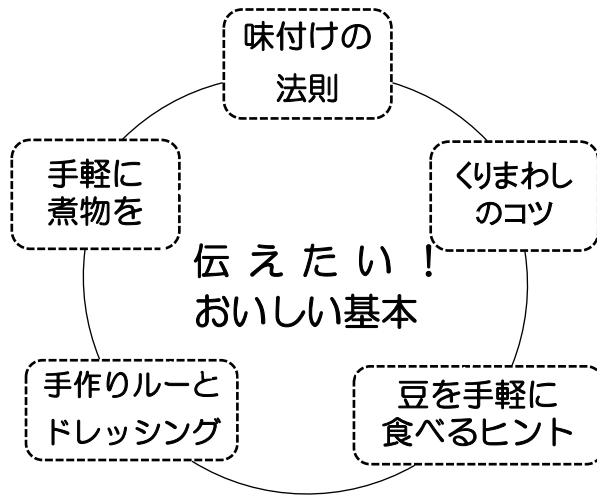 味付けの
法則
手軽に
煮物を
くりまわし
のコツ
伝えたい！
おいしい基本
手作りルーと
ドレッシング
豆を手軽に
食べるヒント